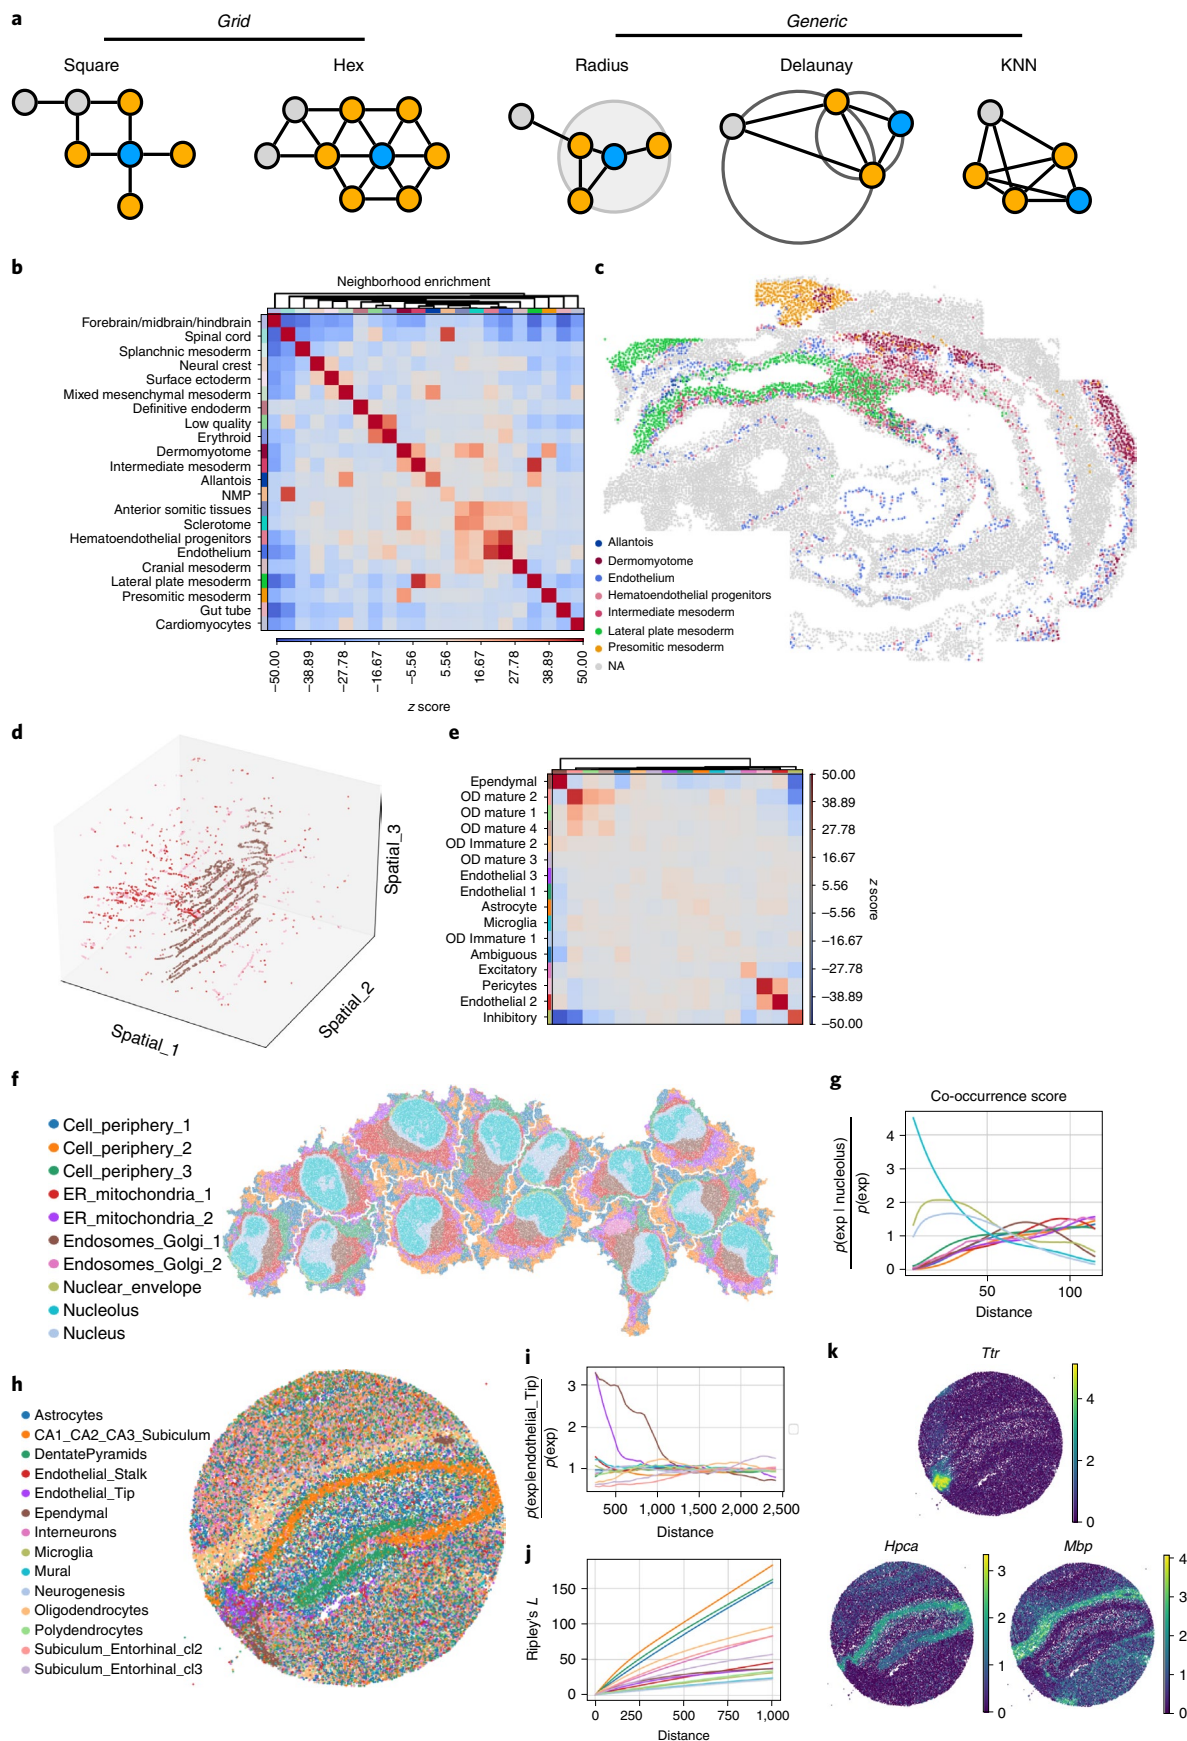 a
Grid
Generic
Square
Hex
Radius
Delaunay
KNN
b
Neighborhood enrichment
Forebrain/midbrain/hindbrain
Spinal cord
Splanchnic mesoderm
Neural crest
Surface ectoderm
Mixed mesenchymal mesoderm
Definitive endoderm
Low quality
Erythroid
Dermomyotome
Intermediate mesoderm
Allantois
NMP
Anterior somitic tissues
Sclerotome
Hematoendothelial progenitors
Endothelium
Cranial mesoderm
Lateral plate mesoderm
Presomitic mesoderm
Gut tube
Cardiomyocytes
−50.00
−38.89
−27.78
−16.67
−5.56
5.56
16.67
27.78
38.89
50.00
z score
c
Allantois
Dermomyotome
Endothelium
Hematoendothelial progenitors
Intermediate mesoderm
Lateral plate mesoderm
Presomitic mesoderm
NA
d
Spatial_1
Spatial_2
Spatial_3
e
Ependymal
OD mature 2
OD mature 1
OD mature 4
OD Immature 2
OD mature 3
Endothelial 3
Endothelial 1
Astrocyte
Microglia
OD Immature 1
Ambiguous
Excitatory
Pericytes
Endothelial 2
Inhibitory
50.00
38.89
27.78
16.67
5.56
−5.56
−16.67
−27.78
−38.89
−50.00
z score
f
Cell_periphery_1
Cell_periphery_2
Cell_periphery_3
ER_mitochondria_1
ER_mitochondria_2
Endosomes_Golgi_1
Endosomes_Golgi_2
Nuclear_envelope
Nucleolus
Nucleus
g
Co-occurrence score
p(exp | nucleolus)
p(exp)
4
3
2
1
0
50
100
Distance
h
Astrocytes
CA1_CA2_CA3_Subiculum
DentatePyramids
Endothelial_Stalk
Endothelial_Tip
Ependymal
Interneurons
Microglia
Mural
Neurogenesis
Oligodendrocytes
Polydendrocytes
Subiculum_Entorhinal_cl2
Subiculum_Entorhinal_cl3
i
p(exp|endothelial_Tip)
p(exp)
3
2
1
500
1,000
1,500
2,000
2,500
Distance
j
Ripley's L
150
100
50
0
0
250
500
750
1,000
Distance
k
Ttr
4
2
0
Hpca
3
2
1
0
Mbp
4
3
2
1
0